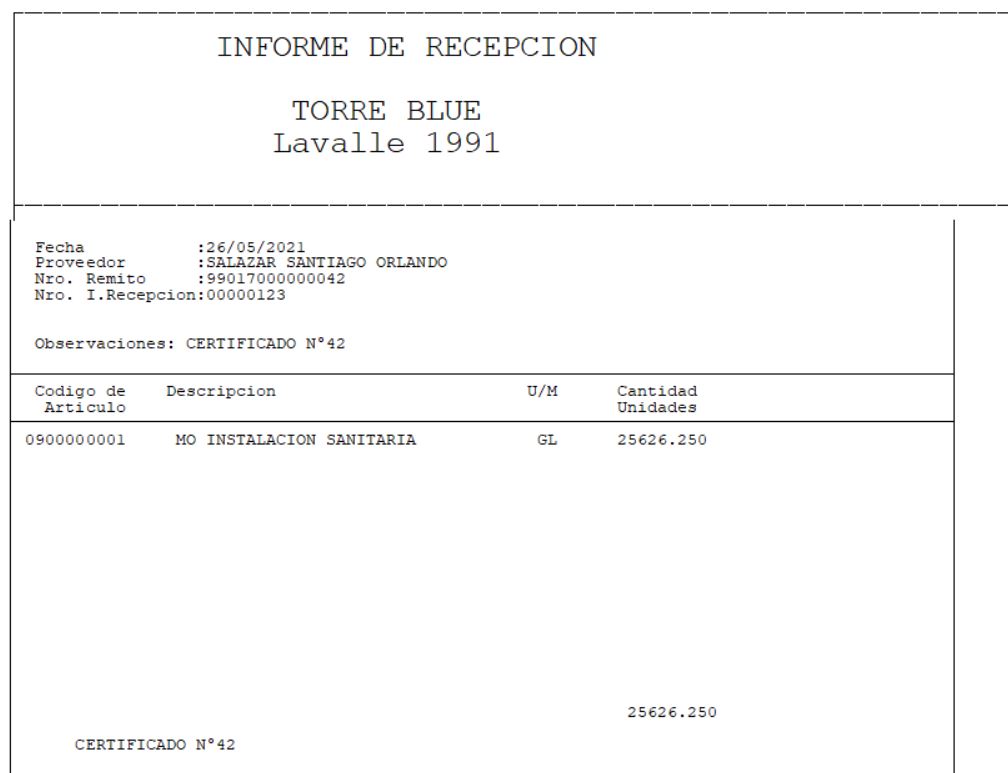 INFORME DE RECEPCION
TORRE BLUE
Lavalle 1991
Fecha :26/05/2021
Proveedor :SALAZAR SANTIAGO ORLANDO
Nro. Remito :99017000000042
Nro. I.Recepcion:00000123
Observaciones: CERTIFICADO N°42
Codigo de Descripcion U/M Cantidad
Articulo Unidades
0900000001 MO INSTALACION SANITARIA GL 25626.250
25626.250
CERTIFICADO N°42